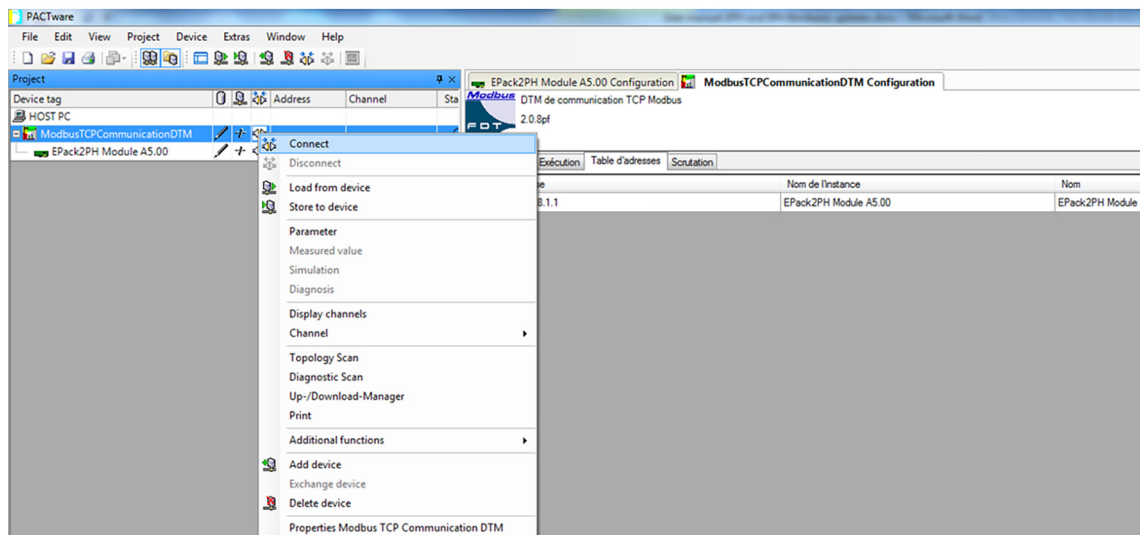 PACTware
File Edit View Project Device Extras Window Help
Project
Device tag Address Channel Sta
HOST PC
ModbusTCPCommunicationDTM
EPack2PH Module A5.00
EPack2PH Module A5.00 Configuration ModbusTCPCommunicationDTM Configuration
Modbus DTM de communication TCP Modbus
FDT 2.0.8pf
Exécution Table d'adresses Scrutation
se Nom de l'instance Nom
8.1.1 EPack2PH Module A5.00 EPack2PH Module
Connect
Disconnect
Load from device
Store to device
Parameter
Measured value
Simulation
Diagnosis
Display channels
Channel
Topology Scan
Diagnostic Scan
Up-/Download-Manager
Print
Additional functions
Add device
Exchange device
Delete device
Properties Modbus TCP Communication DTM